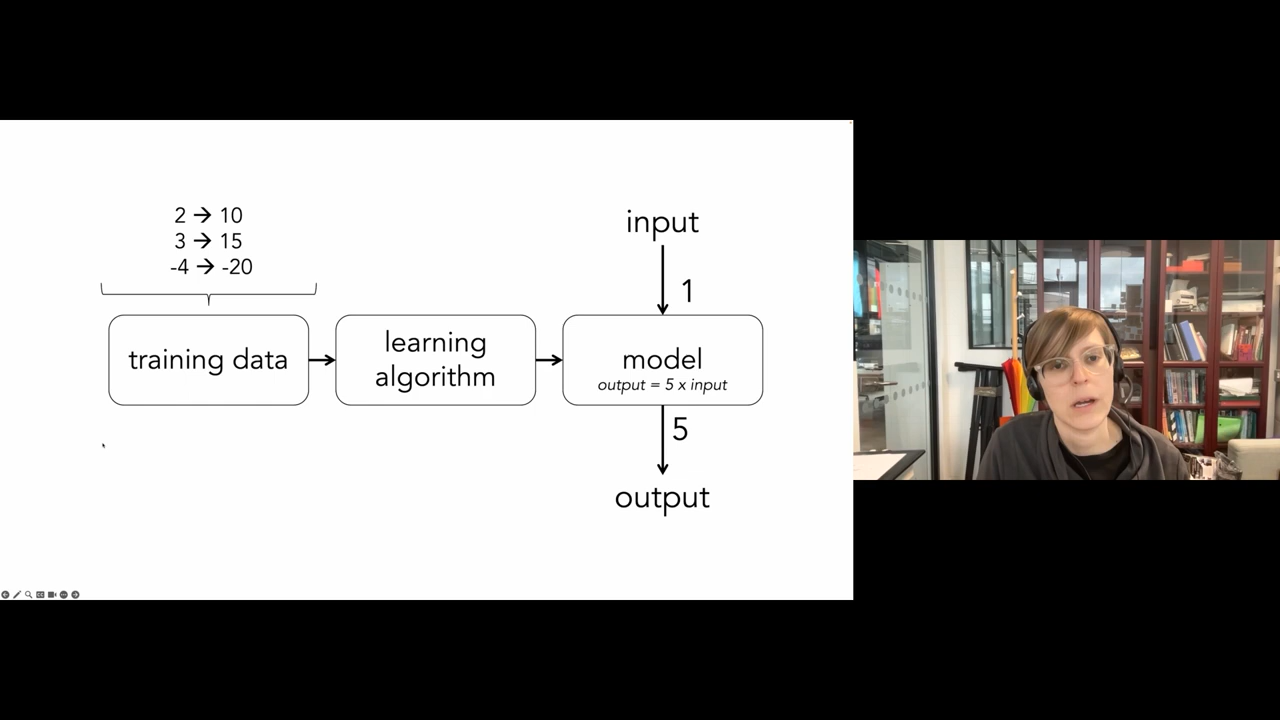 2 → 10
3 → 15
-4 → -20
training data
learning
algorithm
input
1
model
output = 5 x input
5
output